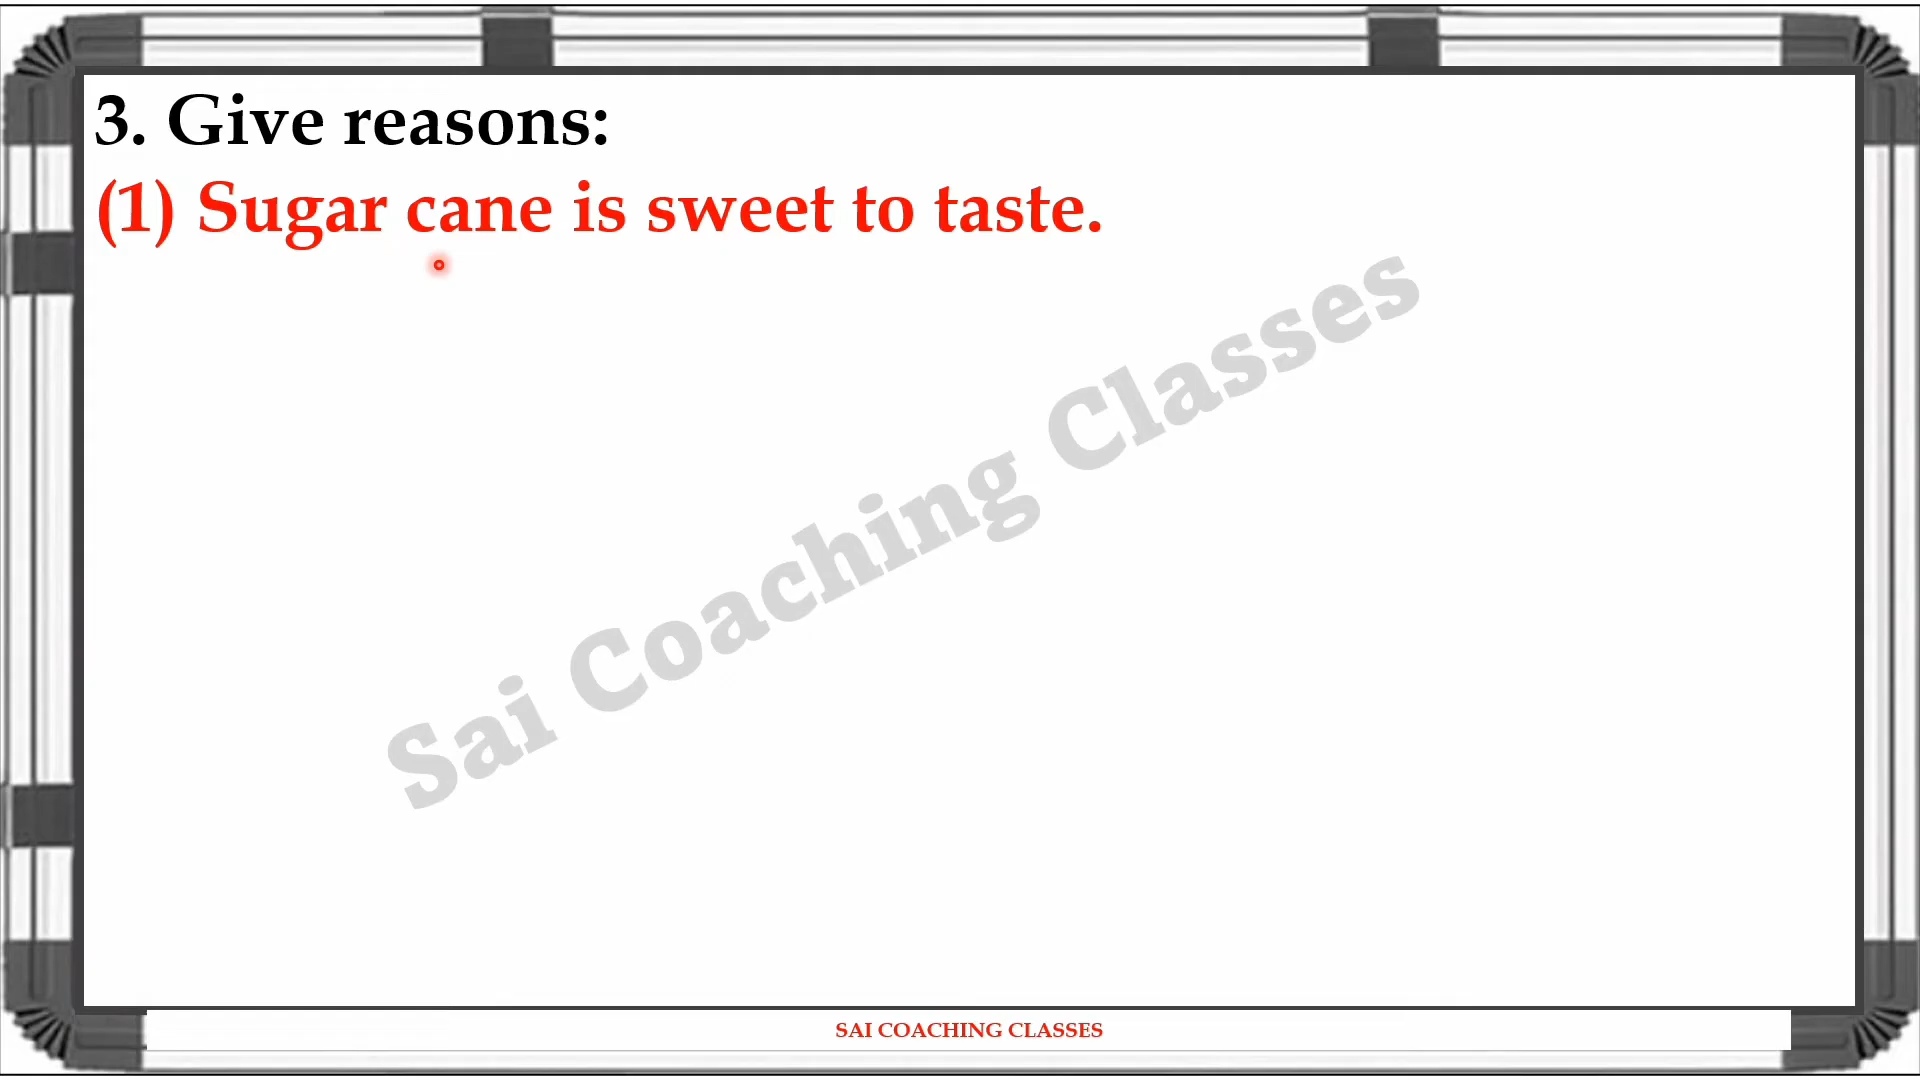 3. Give reasons:
(1) Sugar cane is sweet to taste.
Sai Coaching Classes
SAI COACHING CLASSES